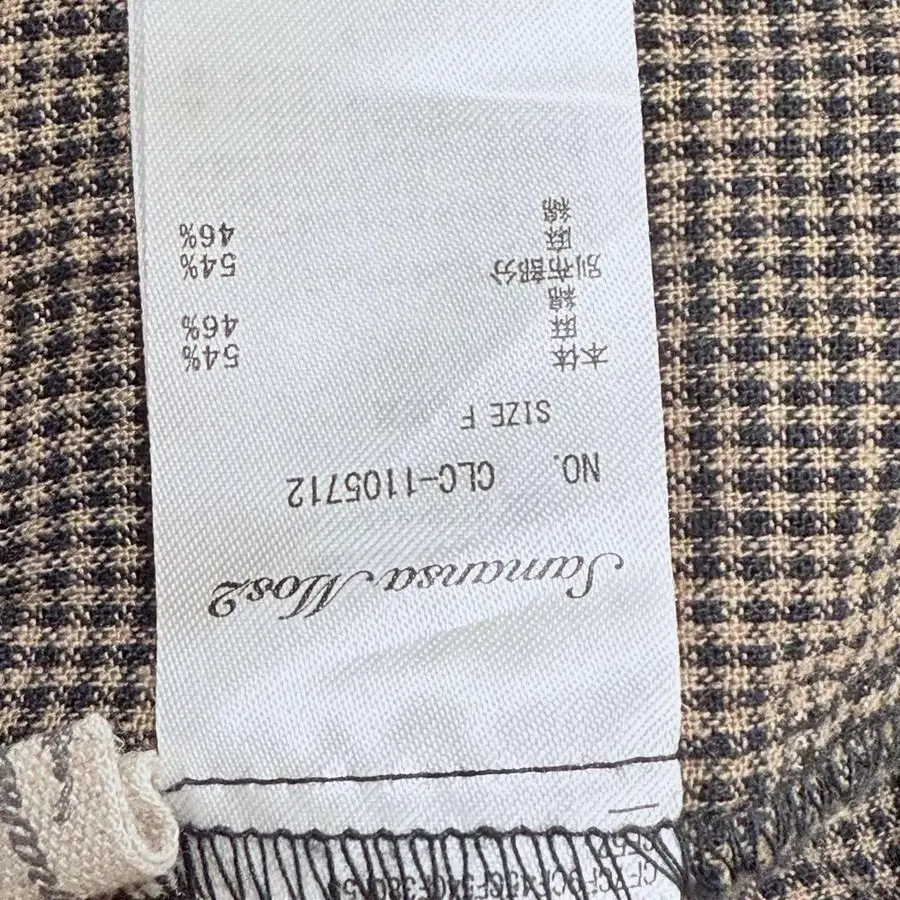 Samansa Mos2
NO. CLC-1105712
SIZE F
本体 54%
麻 46%
綿
別布部分 54%
麻 46%
綿